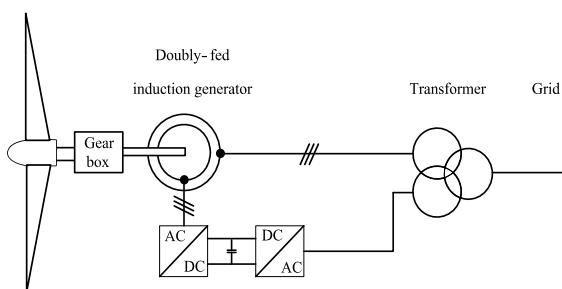 Doubly-fed
induction generator
Transformer
Grid
Gear
box
AC
DC
DC
AC